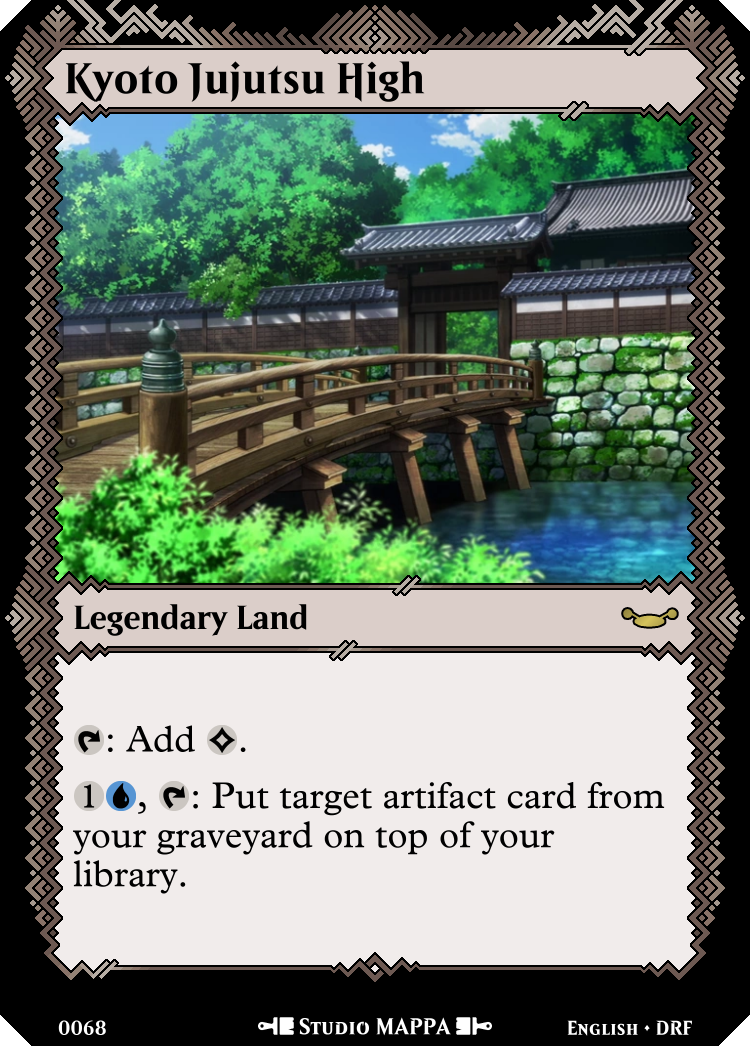 Kyoto Jujutsu High
Legendary Land
: Add .
1, : Put target artifact card from
your graveyard on top of your
library.
0068
Studio MAPPA
English • DRF